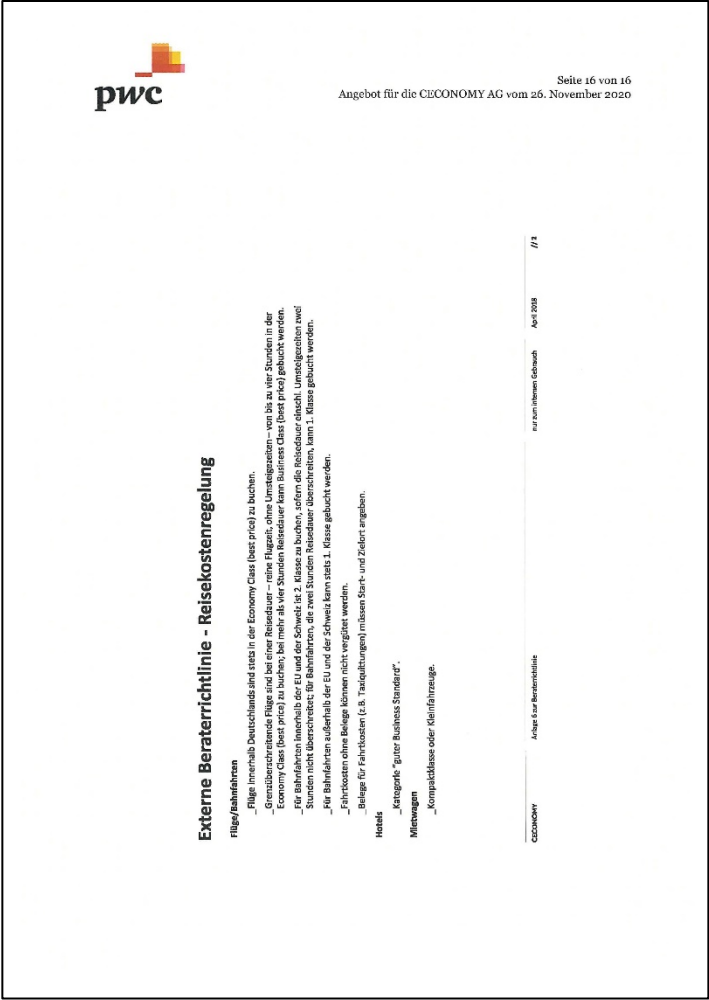 pwc
Seite 16 von 16
Angebot für die CECONOMY AG vom 26. November 2020
Externe Beraterrichtlinie - Reisekostenregelung
Flüge/Bahnfahrten
_Flüge innerhalb Deutschlands sind stets in der Economy Class (best price) zu buchen.
_Grenzüberschreitende Flüge sind bei einer Reisedauer – reine Flugzeit, ohne Umsteigezeiten – von bis zu vier Stunden in der
Economy Class (best price) zu buchen; bei mehr als vier Stunden Reisedauer kann Business Class (best price) gebucht werden.
_Für Bahnfahrten innerhalb der EU und der Schweiz ist 2. Klasse zu buchen, sofern die Reisedauer einschl. Umsteigezeiten zwei
Stunden nicht überschreitet; für Bahnfahrten, die zwei Stunden Reisedauer überschreiten, kann 1. Klasse gebucht werden.
_Für Bahnfahrten außerhalb der EU und der Schweiz kann stets 1. Klasse gebucht werden.
_Fahrtkosten ohne Belege können nicht vergütet werden.
_Belege für Fahrtkosten (z.B. Taxiquittungen) müssen Start- und Zielort angeben.
Hotels
_Kategorie "guter Business Standard".
Mietwagen
_Kompaktklasse oder Kleinfahrzeuge.
CECONOMY Anlage 6 zur Beraterrichtlinie nur zum internen Gebrauch April 2018 // 2